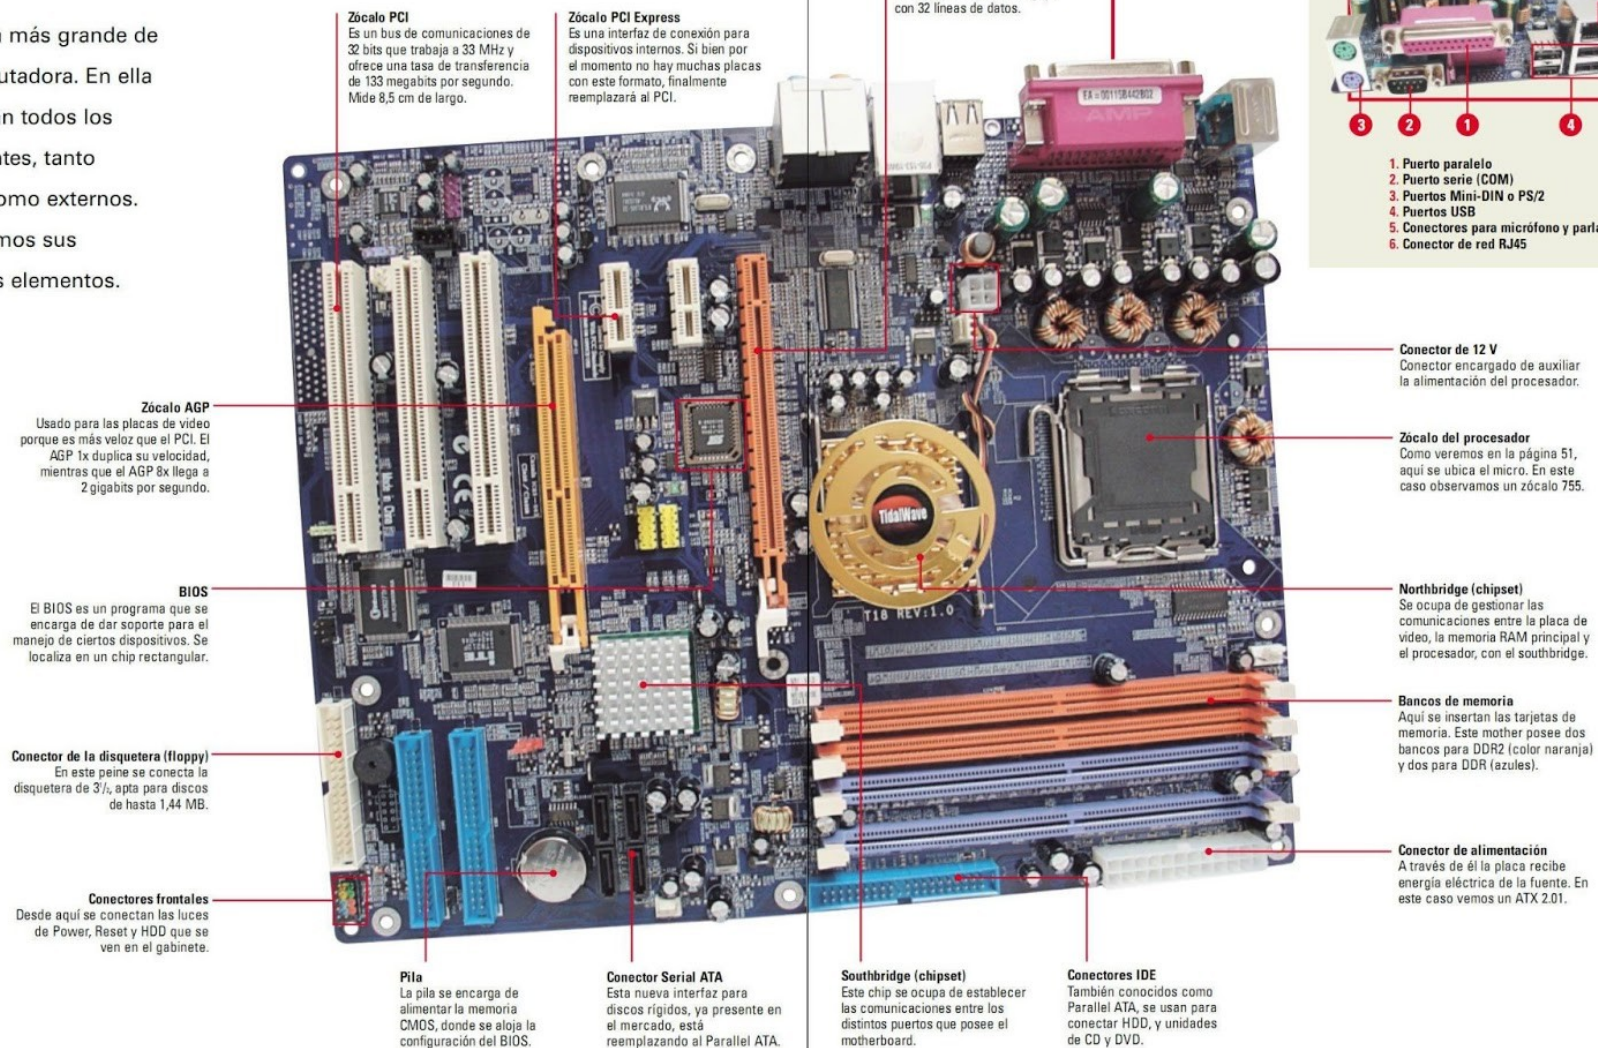 más grande de
utadora. En ella
an todos los
ntes, tanto
omo externos.
mos sus
s elementos.
Zócalo PCI
Es un bus de comunicaciones de
32 bits que trabaja a 33 MHz y
ofrece una tasa de transferencia
de 133 megabits por segundo.
Mide 8,5 cm de largo.
Zócalo PCI Express
Es una interfaz de conexión para
dispositivos internos. Si bien por
el momento no hay muchas placas
con este formato, finalmente
reemplazará al PCI.
con 32 líneas de datos.
EA = 00115B442B02
AMP
3 2 1 4
1. Puerto paralelo
2. Puerto serie (COM)
3. Puertos Mini-DIN o PS/2
4. Puertos USB
5. Conectores para micrófono y parla
6. Conector de red RJ45
Zócalo AGP
Usado para las placas de video
porque es más veloz que el PCI. El
AGP 1x duplica su velocidad,
mientras que el AGP 8x llega a
2 gigabits por segundo.
BIOS
El BIOS es un programa que se
encarga de dar soporte para el
manejo de ciertos dispositivos. Se
localiza en un chip rectangular.
Conector de la disquetera (floppy)
En este peine se conecta la
disquetera de 3½, apta para discos
de hasta 1,44 MB.
Conectores frontales
Desde aquí se conectan las luces
de Power, Reset y HDD que se
ven en el gabinete.
Made in China
CE
TidalWave
T16 REV:1.0
Conector de 12 V
Conector encargado de auxiliar
la alimentación del procesador.
Zócalo del procesador
Como veremos en la página 51,
aquí se ubica el micro. En este
caso observamos un zócalo 755.
Northbridge (chipset)
Se ocupa de gestionar las
comunicaciones entre la placa de
video, la memoria RAM principal y
el procesador, con el southbridge.
Bancos de memoria
Aquí se insertan las tarjetas de
memoria. Este mother posee dos
bancos para DDR2 (color naranja)
y dos para DDR (azules).
Conector de alimentación
A través de él la placa recibe
energía eléctrica de la fuente. En
este caso vemos un ATX 2.01.
Pila
La pila se encarga de
alimentar la memoria
CMOS, donde se aloja la
configuración del BIOS.
Conector Serial ATA
Esta nueva interfaz para
discos rígidos, ya presente en
el mercado, está
reemplazando al Parallel ATA.
Southbridge (chipset)
Este chip se ocupa de establecer
las comunicaciones entre los
distintos puertos que posee el
motherboard.
Conectores IDE
También conocidos como
Parallel ATA, se usan para
conectar HDD, y unidades
de CD y DVD.